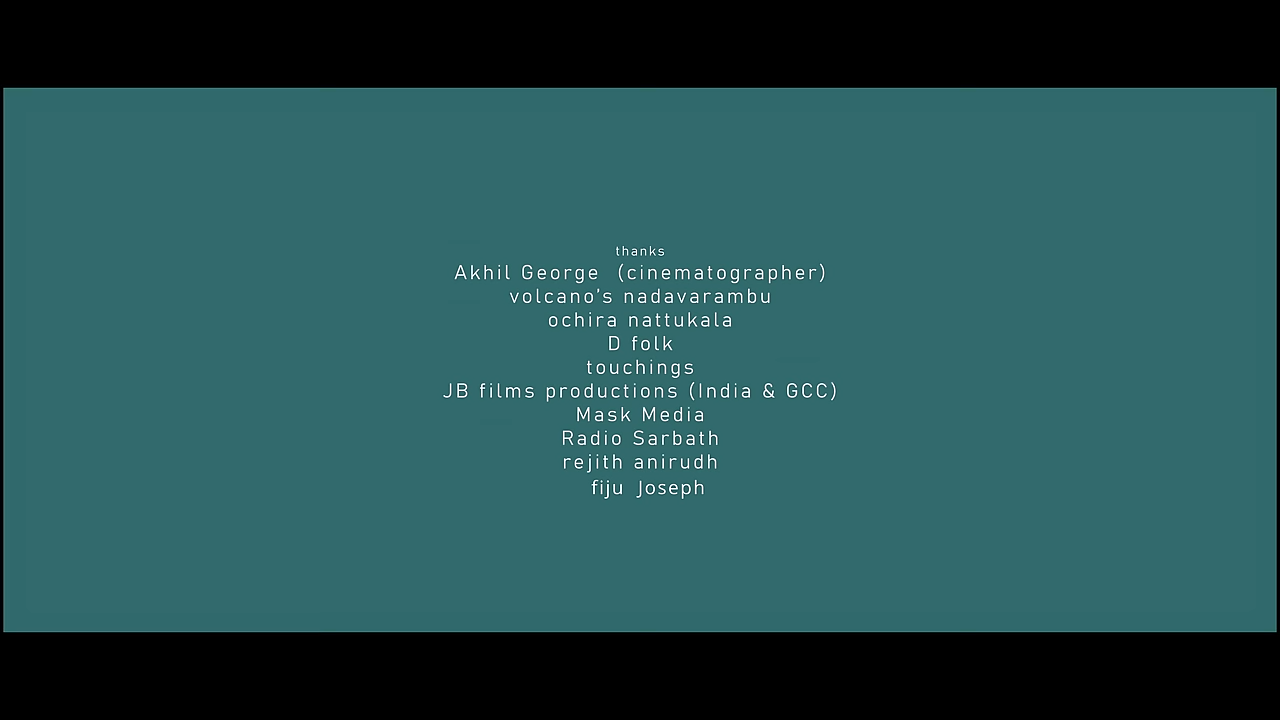 thanks
Akhil George (cinematographer)
volcano's nadavarambu
ochira nattukala
D folk
touchings
JB films productions (India & GCC)
Mask Media
Radio Sarbath
rejith anirudh
fiju Joseph